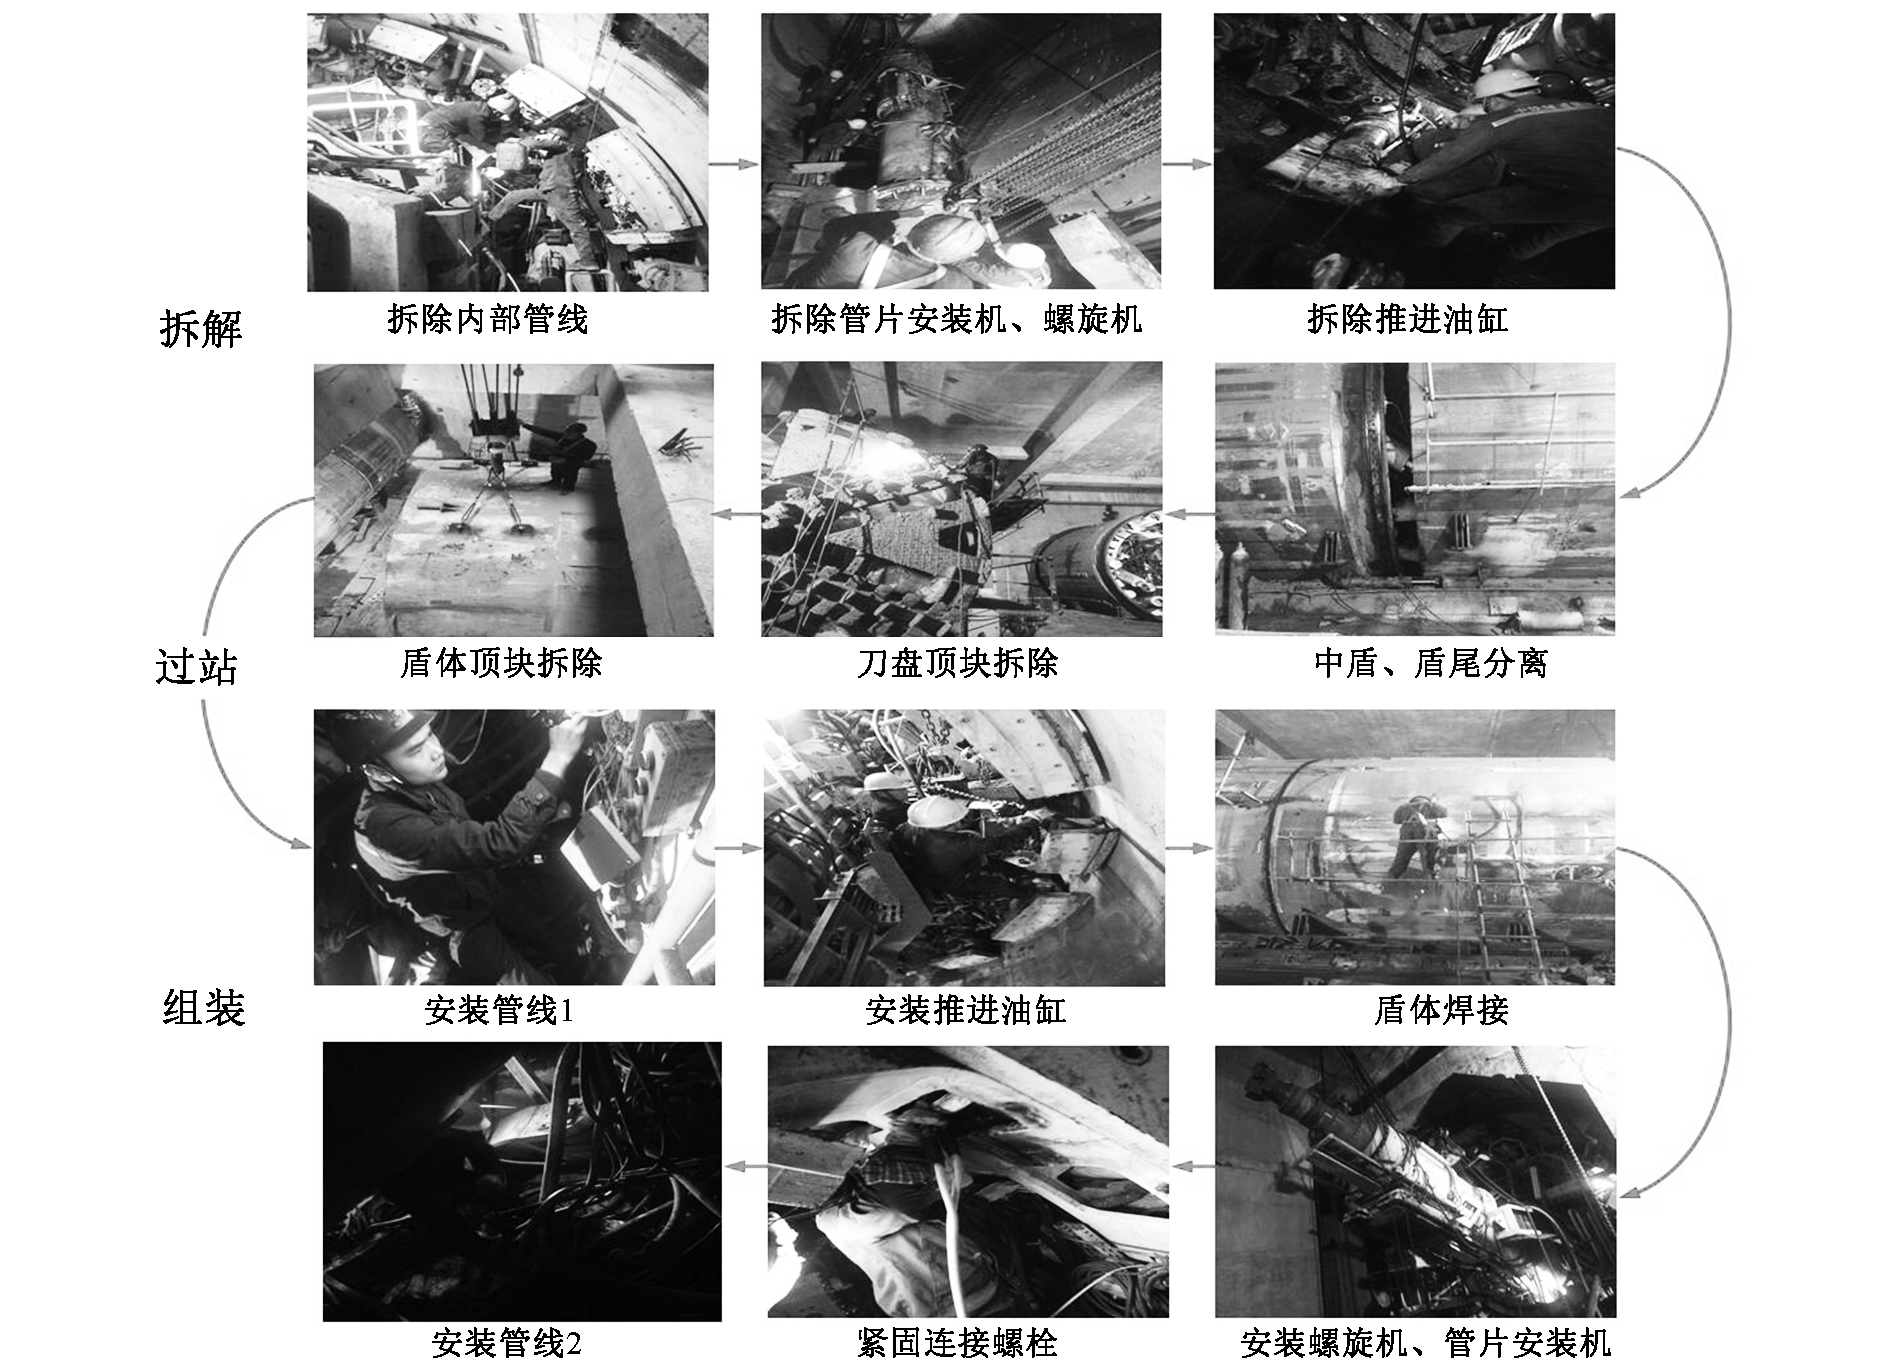 拆除内部管线
拆除管片安装机、螺旋机
拆除推进油缸
拆解
盾体顶块拆除
刀盘顶块拆除
中盾、盾尾分离
过站
安装管线1
安装推进油缸
盾体焊接
组装
安装管线2
紧固连接螺栓
安装螺旋机、管片安装机